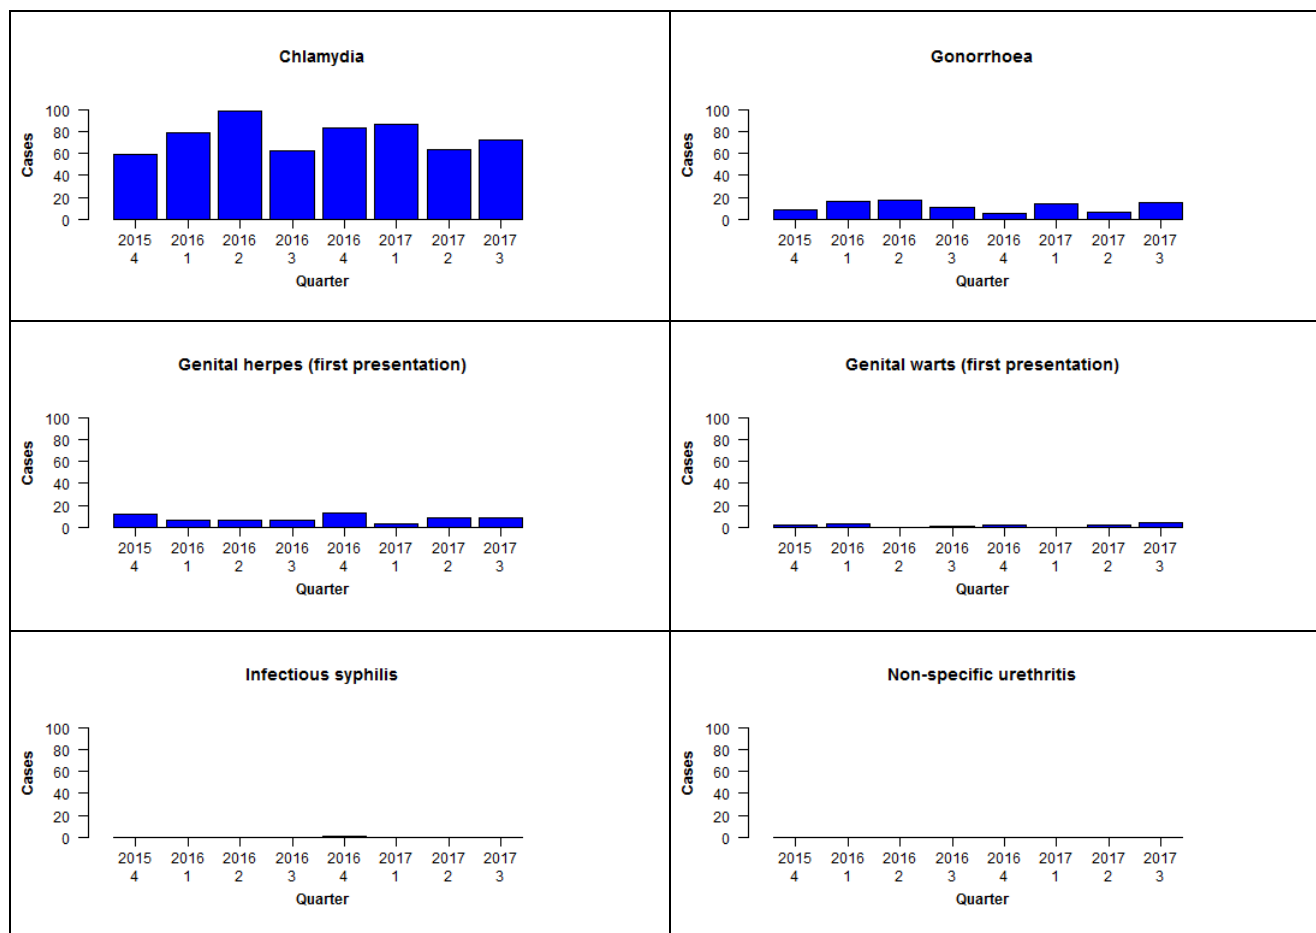 Chlamydia
Cases
100
80
60
40
20
0
2015 2016 2016 2016 2016 2017 2017 2017
4 1 2 3 4 1 2 3
Quarter
Gonorrhoea
Cases
100
80
60
40
20
0
2015 2016 2016 2016 2016 2017 2017 2017
4 1 2 3 4 1 2 3
Quarter
Genital herpes (first presentation)
Cases
100
80
60
40
20
0
2015 2016 2016 2016 2016 2017 2017 2017
4 1 2 3 4 1 2 3
Quarter
Genital warts (first presentation)
Cases
100
80
60
40
20
0
2015 2016 2016 2016 2016 2017 2017 2017
4 1 2 3 4 1 2 3
Quarter
Infectious syphilis
Cases
100
80
60
40
20
0
2015 2016 2016 2016 2016 2017 2017 2017
4 1 2 3 4 1 2 3
Quarter
Non-specific urethritis
Cases
100
80
60
40
20
0
2015 2016 2016 2016 2016 2017 2017 2017
4 1 2 3 4 1 2 3
Quarter